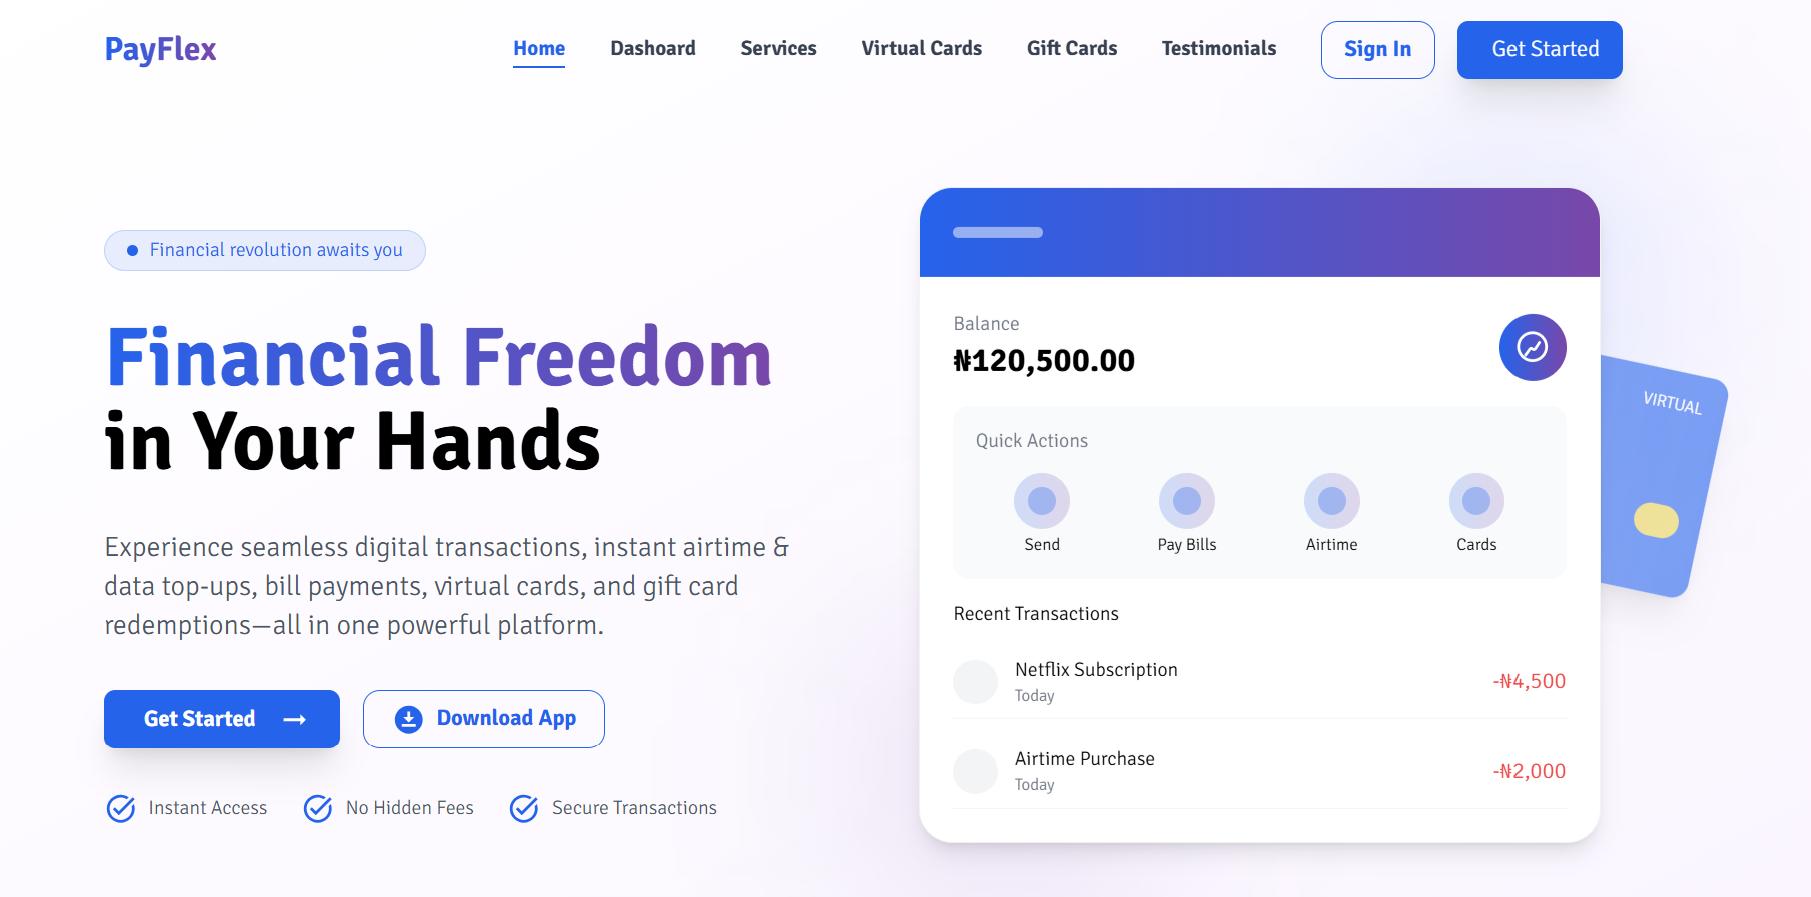 PayFlex
Home Dashoard Services Virtual Cards Gift Cards Testimonials Sign In Get Started
Financial revolution awaits you
Financial Freedom
in Your Hands
Experience seamless digital transactions, instant airtime &
data top-ups, bill payments, virtual cards, and gift card
redemptions—all in one powerful platform.
Get Started → Download App
Instant Access No Hidden Fees Secure Transactions
Balance
₦120,500.00
Quick Actions
Send Pay Bills Airtime Cards
Recent Transactions
Netflix Subscription
Today
-₦4,500
Airtime Purchase
Today
-₦2,000
VIRTUAL